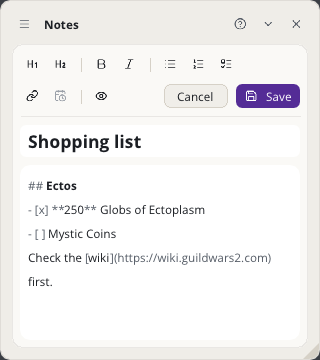 Notes
H1 H2 B I
Cancel Save
Shopping list
## Ectos
- [x] **250** Globs of Ectoplasm
- [ ] Mystic Coins
Check the [wiki](https://wiki.guildwars2.com)
first.